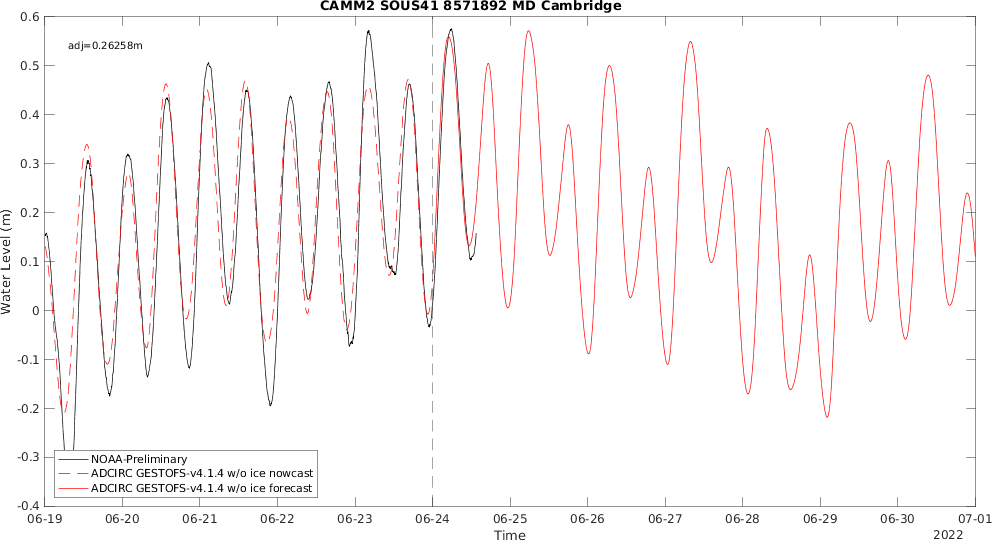 CAMM2 SOUS41 8571892 MD Cambridge
adj=0.26258m
Water Level (m)
0.6
0.5
0.4
0.3
0.2
0.1
0
-0.1
-0.2
-0.3
-0.4
NOAA-Preliminary
ADCIRC GESTOFS-v4.1.4 w/o ice nowcast
ADCIRC GESTOFS-v4.1.4 w/o ice forecast
06-19 06-20 06-21 06-22 06-23 06-24 06-25 06-26 06-27 06-28 06-29 06-30 07-01
Time
2022